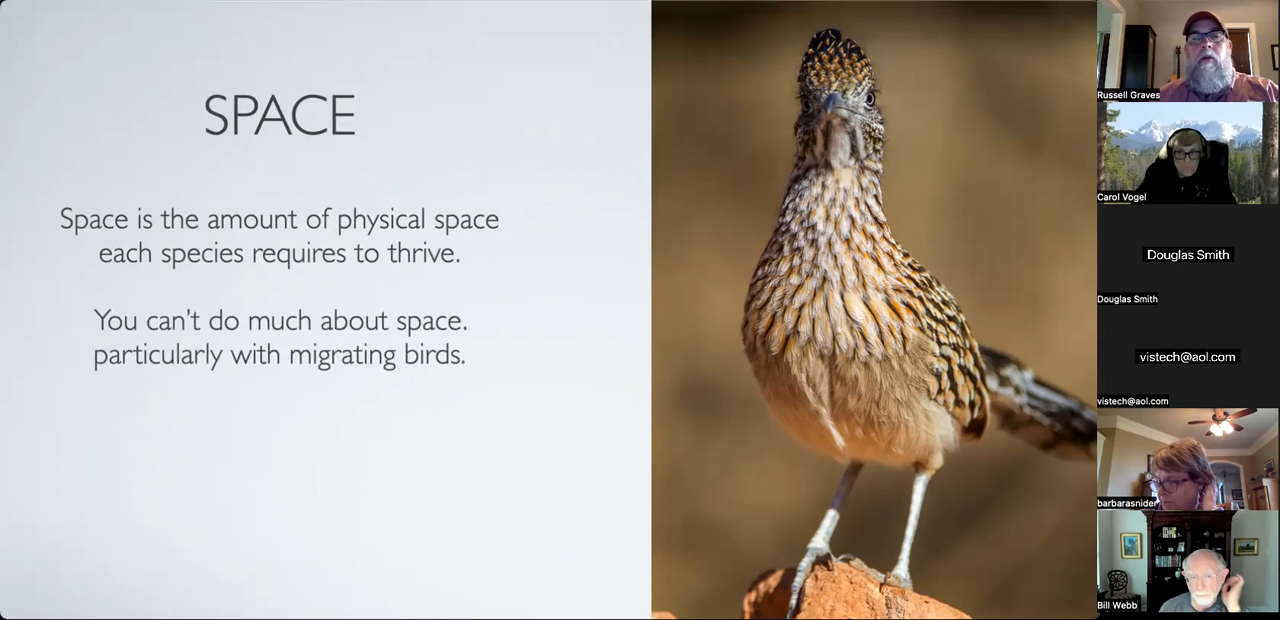 SPACE
Space is the amount of physical space
each species requires to thrive.
You can't do much about space.
particularly with migrating birds.
Russell Graves
Carol Vogel
Douglas Smith
Douglas Smith
vistech@aol.com
vistech@aol.com
barbarasnider
Bill Webb